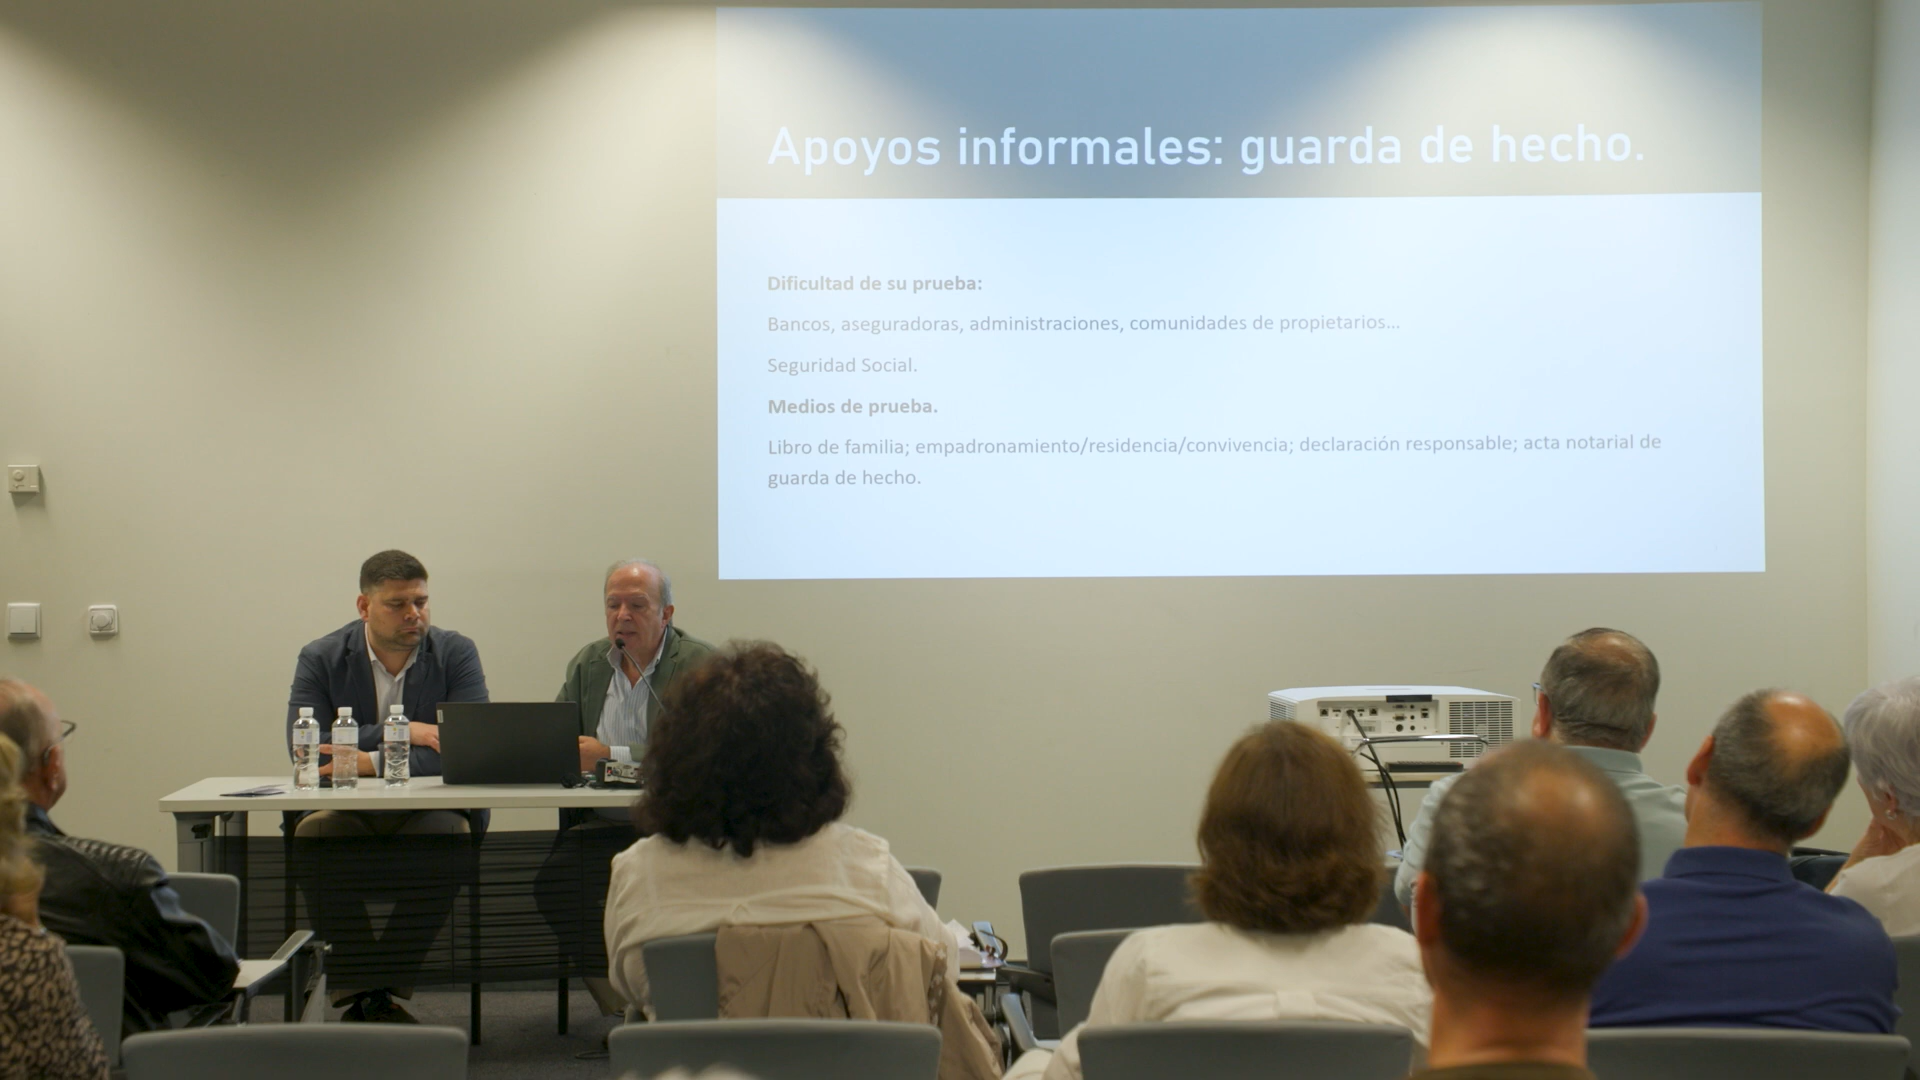 Apoyos informales: guarda de hecho.
Dificultad de su prueba:
Bancos, aseguradoras, administraciones, comunidades de propietarios...
Seguridad Social.
Medios de prueba.
Libro de familia; empadronamiento/residencia/convivencia; declaración responsable; acta notarial de
guarda de hecho.